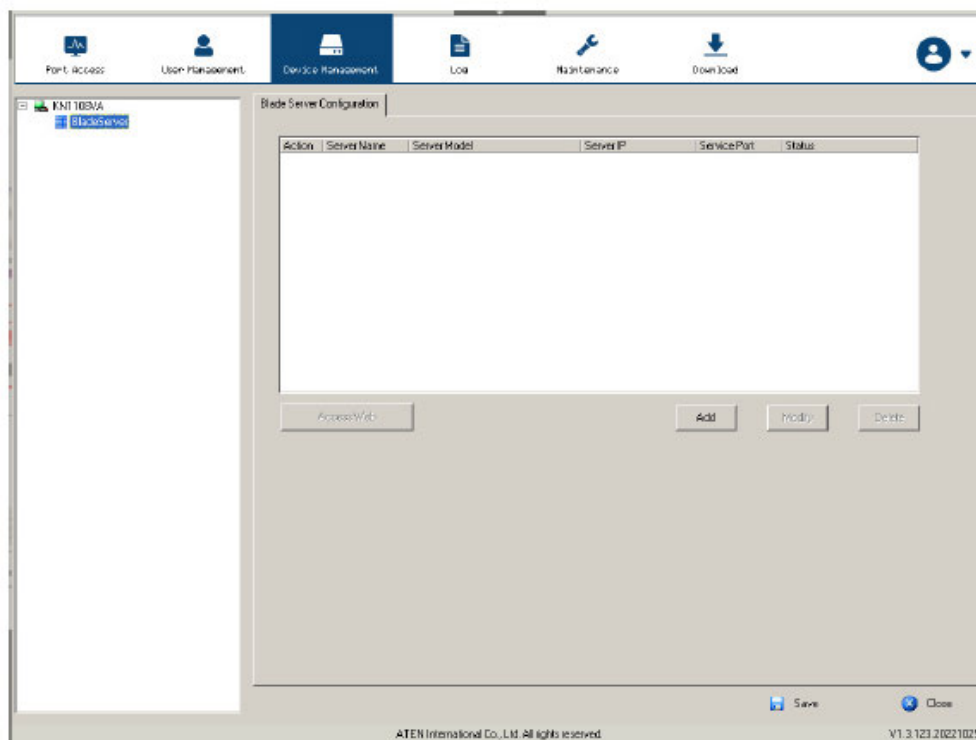 Port Access User Management Device Management Log Maintenance Download
KN1108VA
BladeServer
Blade Server Configuration
Action Server Name Server Model Server IP Service Port Status
Access Web Add Modify Delete
Save Close
ATEN International Co., Ltd. All rights reserved.